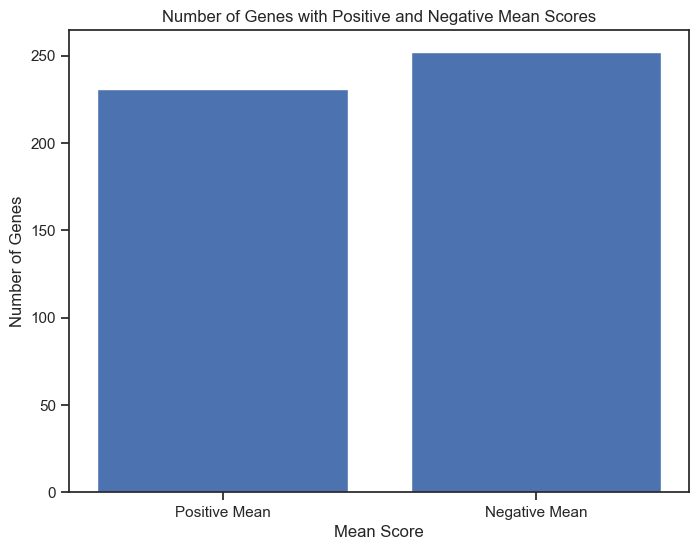 Number of Genes with Positive and Negative Mean Scores
Number of Genes
250
200
150
100
50
0
Positive Mean
Negative Mean
Mean Score